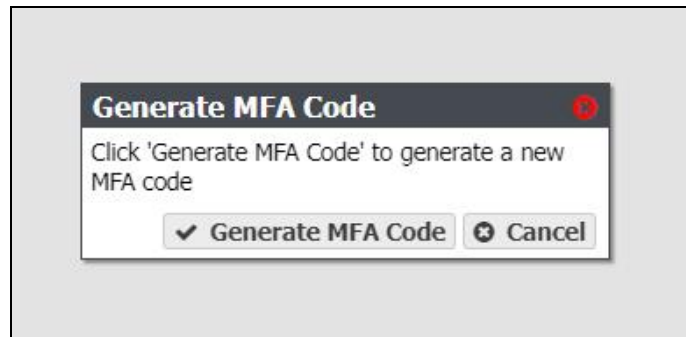 Generate MFA Code
Click 'Generate MFA Code' to generate a new
MFA code
Generate MFA Code Cancel